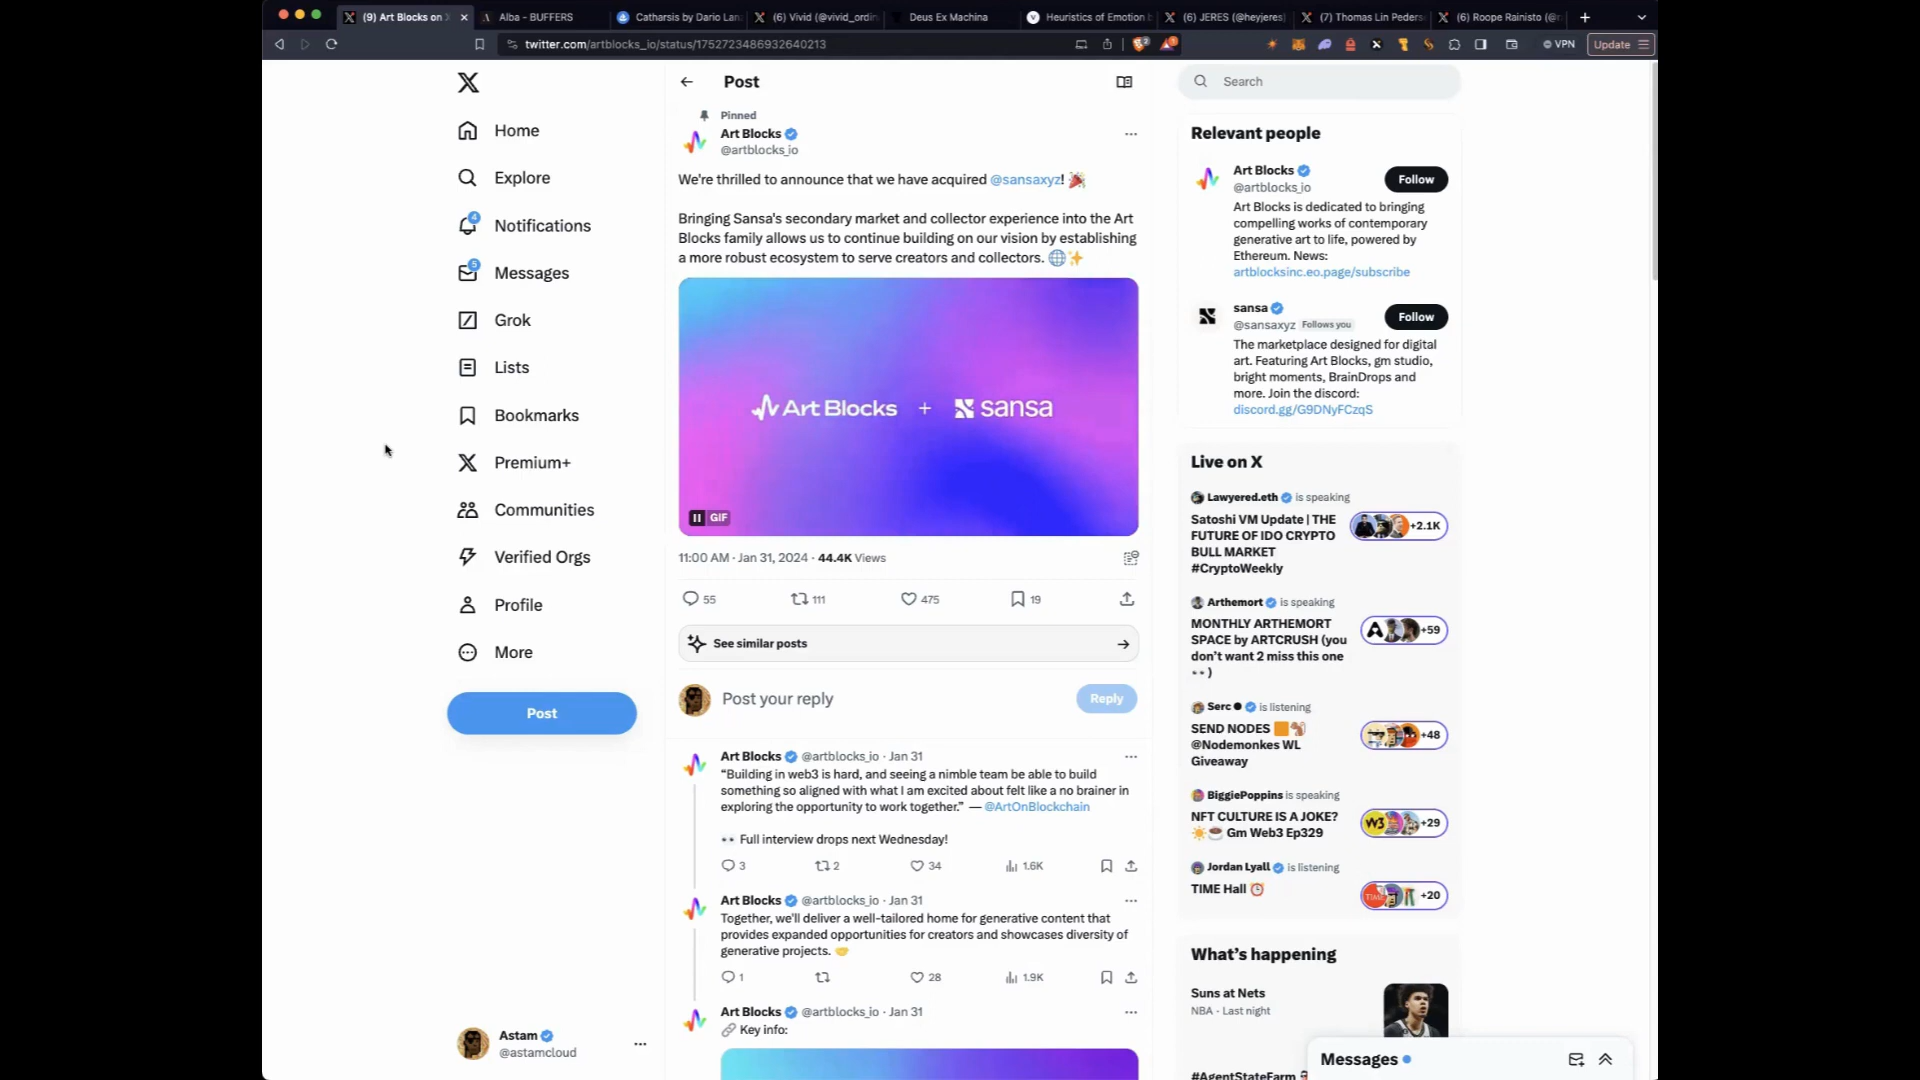 (9) Art Blocks on X
Alba - BUFFERS
Catharsis by Dario Lan
(6) Vivid (@vivid_ordin
Deus Ex Machina
Heuristics of Emotion b
(6) JERES (@heyjeres)
(7) Thomas Lin Peders
(6) Roope Rainisto (@r
twitter.com/artblocks_io/status/1752723486932640213
VPN
Update
Home
Explore
4
Notifications
5
Messages
Grok
Lists
Bookmarks
Premium+
Communities
Verified Orgs
Profile
More
Post
Astam
@astamcloud
Post
Pinned
Art Blocks
@artblocks_io
We're thrilled to announce that we have acquired @sansaxyz! 🎉
Bringing Sansa's secondary market and collector experience into the Art
Blocks family allows us to continue building on our vision by establishing
a more robust ecosystem to serve creators and collectors. 🌐✨
Art Blocks + sansa
GIF
11:00 AM · Jan 31, 2024 · 44.4K Views
55 111 475 19
See similar posts
Post your reply
Reply
Art Blocks @artblocks_io · Jan 31
“Building in web3 is hard, and seeing a nimble team be able to build
something so aligned with what I am excited about felt like a no brainer in
exploring the opportunity to work together.” — @ArtOnBlockchain
👀 Full interview drops next Wednesday!
3 2 34 1.6K
Art Blocks @artblocks_io · Jan 31
Together, we'll deliver a well-tailored home for generative content that
provides expanded opportunities for creators and showcases diversity of
generative projects. 🤝
1 28 1.9K
Art Blocks @artblocks_io · Jan 31
🔗 Key info:
Search
Relevant people
Art Blocks
@artblocks_io
Follow
Art Blocks is dedicated to bringing
compelling works of contemporary
generative art to life, powered by
Ethereum. News:
artblocksinc.eo.page/subscribe
sansa
@sansaxyz Follows you
Follow
The marketplace designed for digital
art. Featuring Art Blocks, gm studio,
bright moments, BrainDrops and
more. Join the discord:
discord.gg/G9DNyFCzqS
Live on X
Lawyered.eth is speaking
Satoshi VM Update | THE
FUTURE OF IDO CRYPTO
BULL MARKET
#CryptoWeekly
+2.1K
Arthemort is speaking
MONTHLY ARTHEMORT
SPACE by ARTCRUSH (you
don't want 2 miss this one
👀 )
+59
Serc is listening
SEND NODES 🟧🐿️
@Nodemonkes WL
Giveaway
+48
BiggiePoppins is speaking
NFT CULTURE IS A JOKE?
☀️☕ Gm Web3 Ep329
+29
Jordan Lyall is listening
TIME Hall ⏰
+20
What's happening
Suns at Nets
NBA · Last night
#AgentStateFarm
Messages